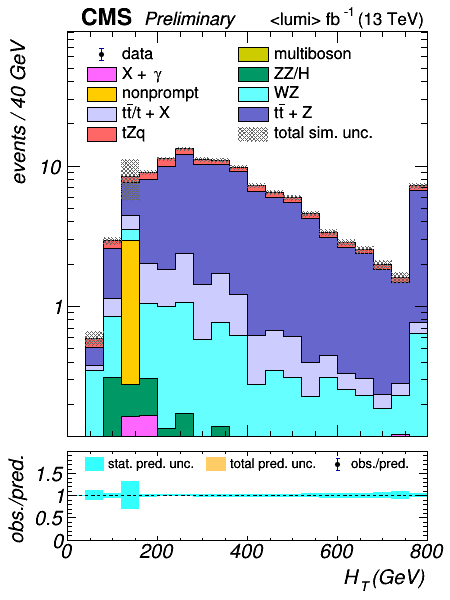 CMS Preliminary <lumi> fb⁻¹ (13 TeV)
events / 40 GeV
data
multiboson
X + γ
ZZ/H
nonprompt
WZ
tt̄/t + X
tt̄ + Z
tZq
total sim. unc.
10
1
obs./pred.
stat. pred. unc. total pred. unc. obs./pred.
1.5
1
0.5
0
0 200 400 600 800
H_T (GeV)